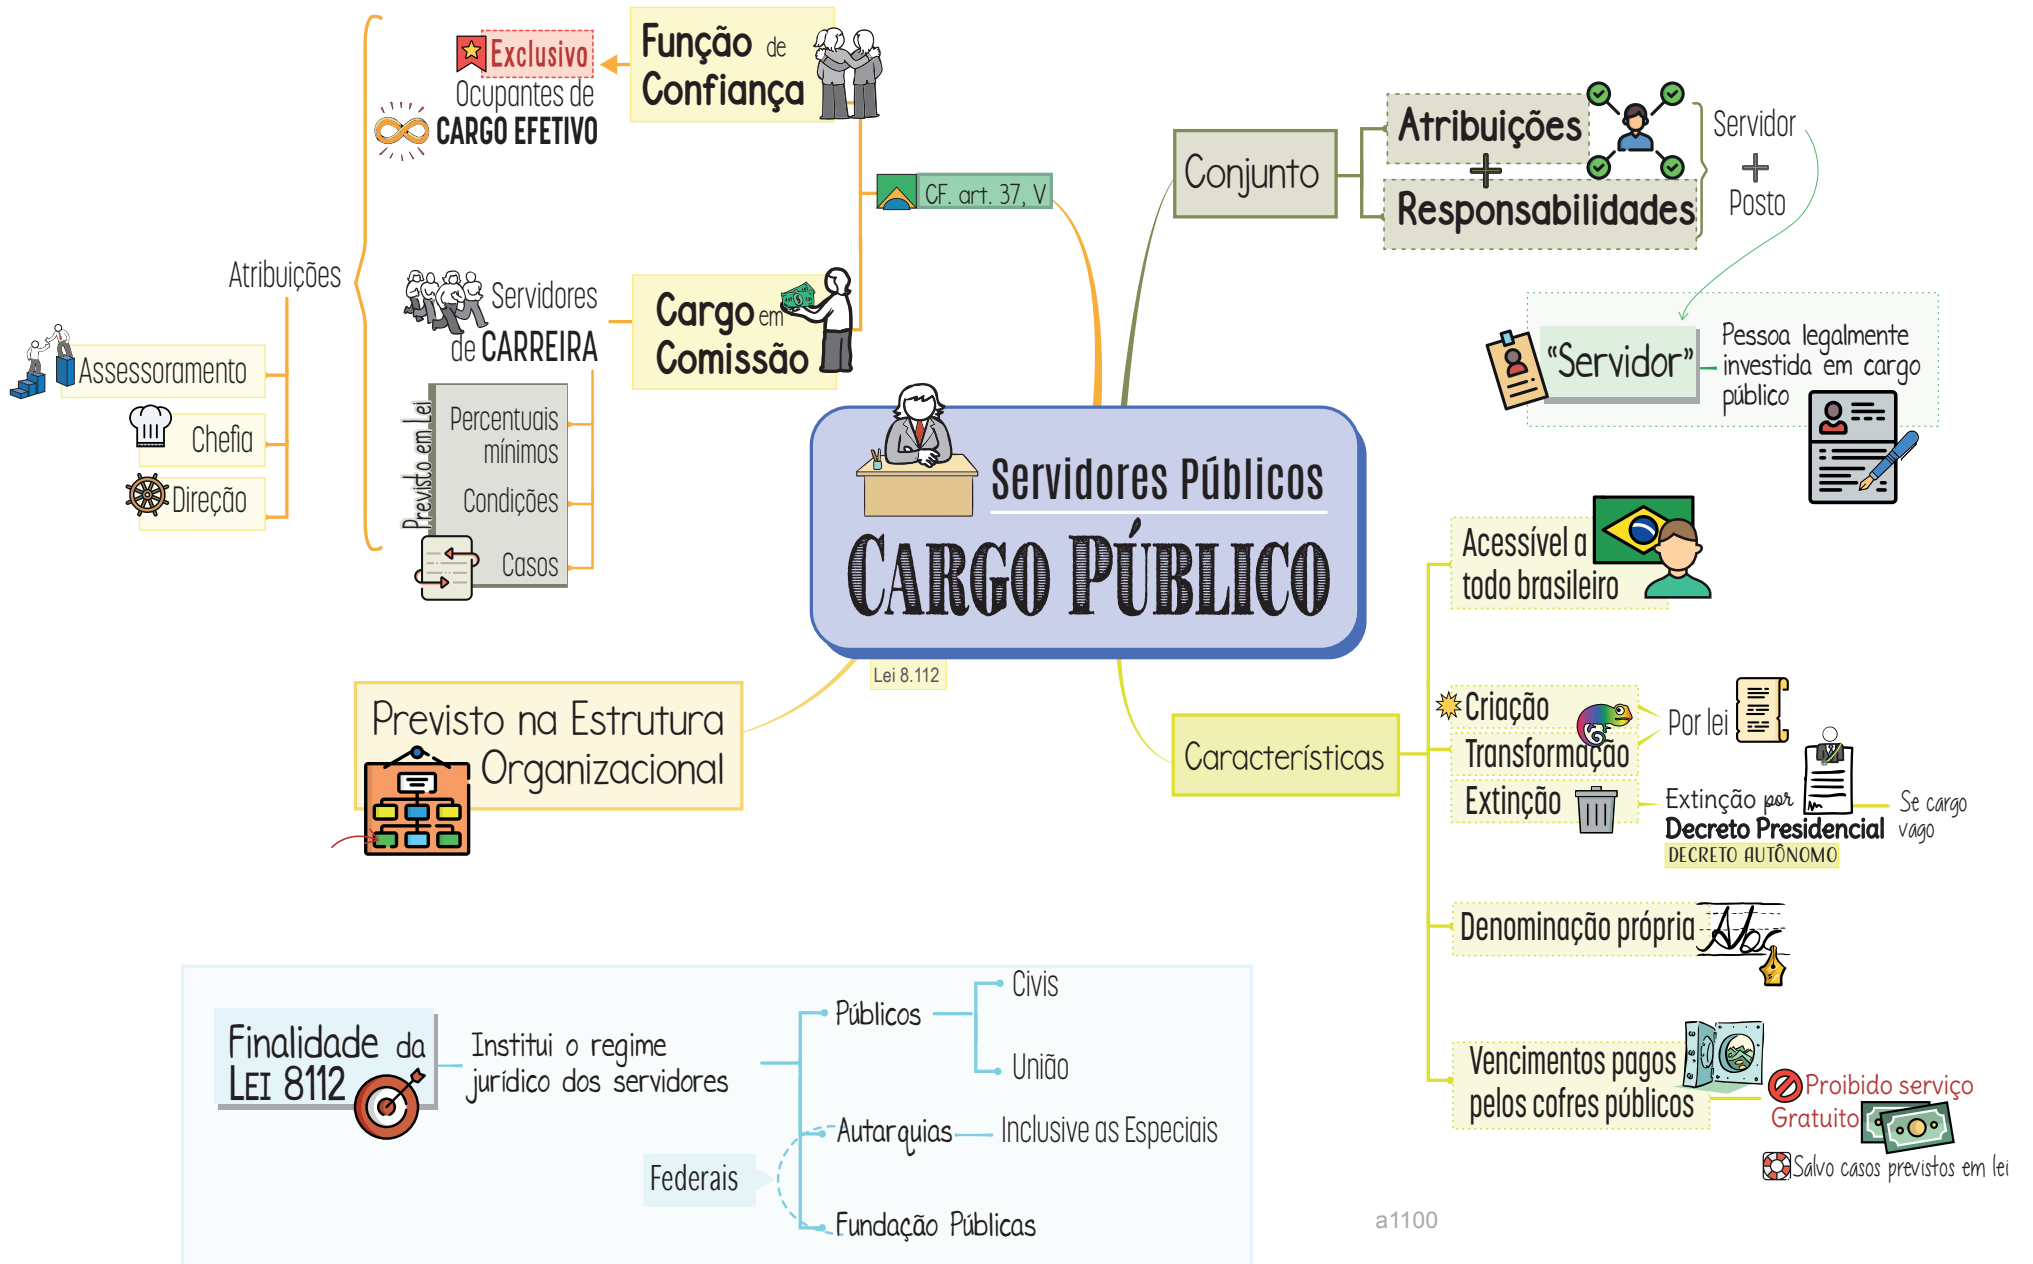 Servidores Públicos
CARGO PÚBLICO
Lei 8.112
CF. art. 37, V
Função de
Confiança
Exclusivo
Ocupantes de
CARGO EFETIVO
Cargo em
Comissão
Servidores
de CARREIRA
Previsto em Lei
Percentuais
mínimos
Condições
Casos
Atribuições
Assessoramento
Chefia
Direção
Conjunto
Atribuições
+
Responsabilidades
Servidor
+
Posto
“Servidor”
Pessoa legalmente
investida em cargo
público
Previsto na Estrutura
Organizacional
Características
Acessível a
todo brasileiro
Criação
Transformação
Por lei
Extinção
Extinção por
Decreto Presidencial
DECRETO AUTÔNOMO
Se cargo
vago
Denominação própria
Abc
Vencimentos pagos
pelos cofres públicos
Proibido serviço
Gratuito
Salvo casos previstos em lei
Finalidade da
LEI 8112
Institui o regime
jurídico dos servidores
Públicos
Civis
União
Autarquias
Inclusive as Especiais
Federais
Fundação Públicas
a1100